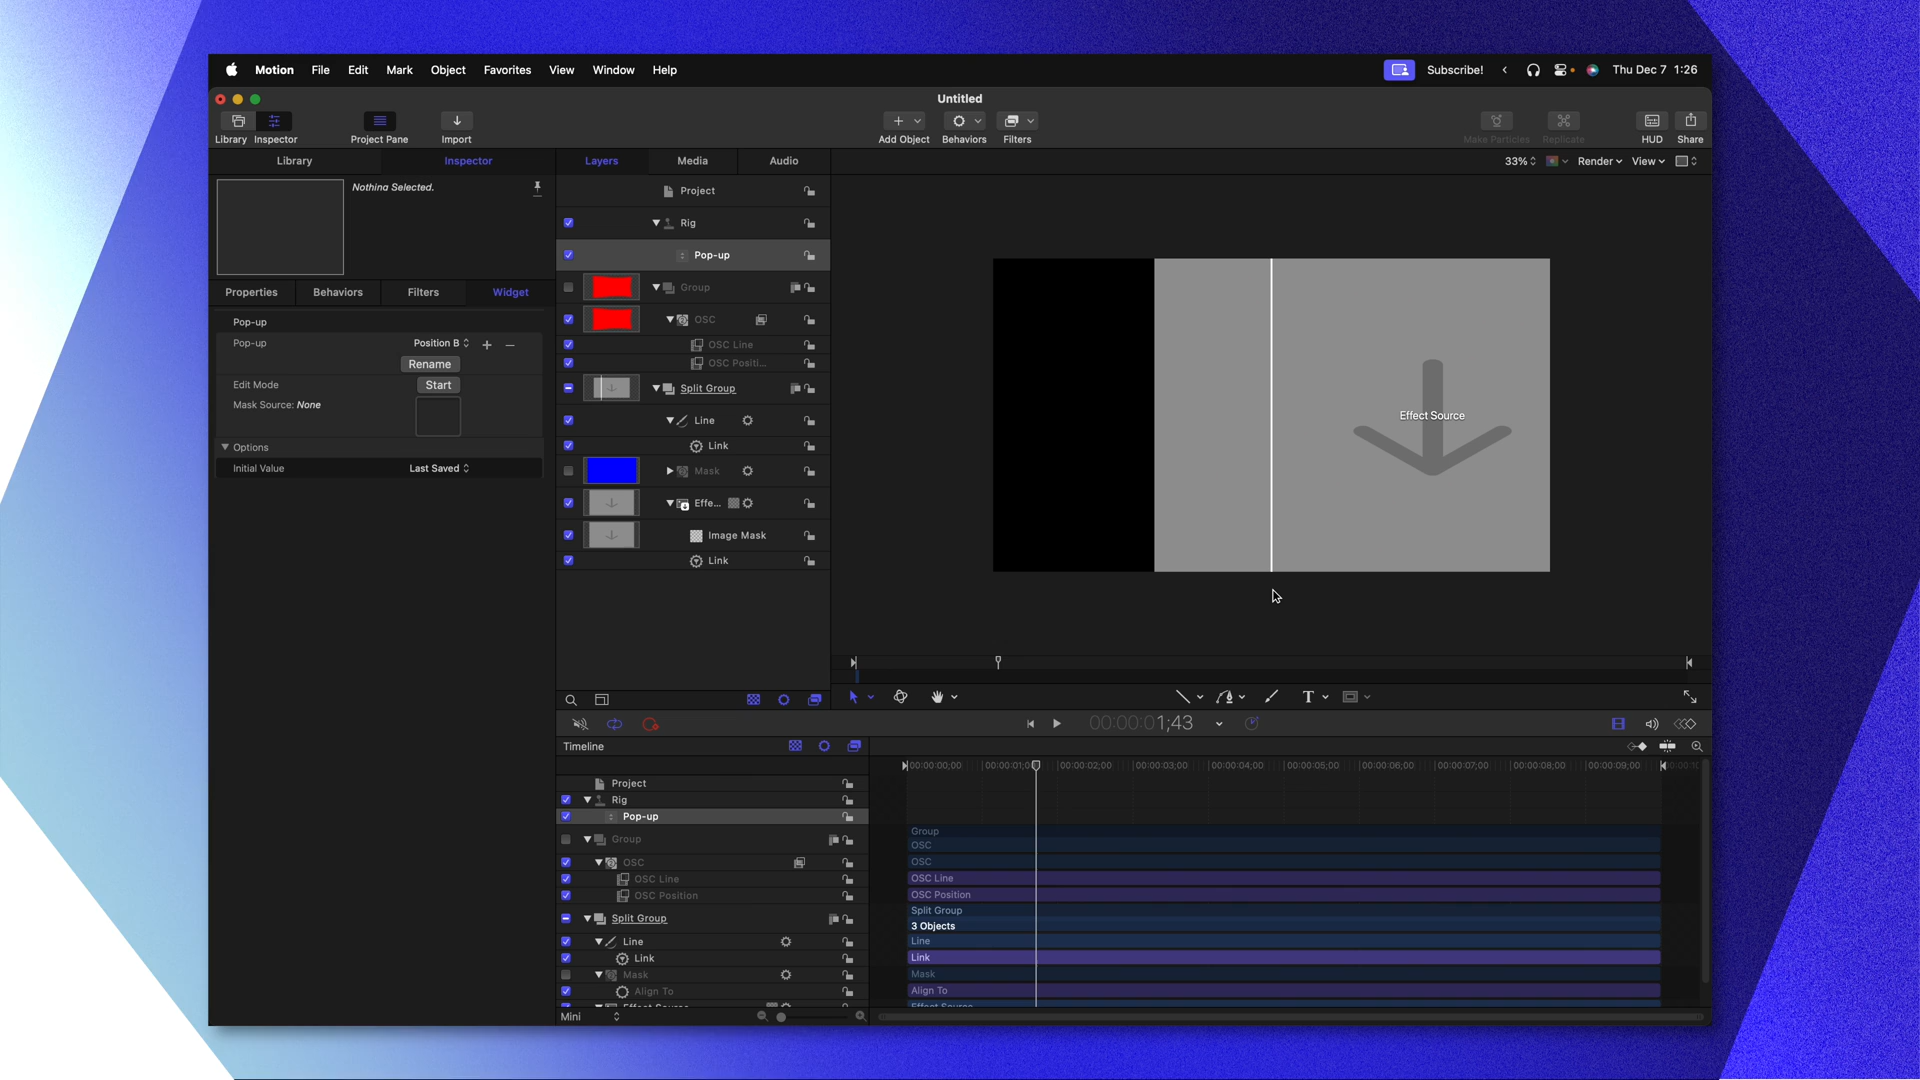 Motion File Edit Mark Object Favorites View Window Help
Subscribe! Thu Dec 7 1:26
Untitled
Library Inspector Project Pane Import
Add Object Behaviors Filters
Make Particles Replicate HUD Share
Library Inspector
Layers Media Audio
33% Render View
Nothing Selected.
Properties Behaviors Filters Widget
Pop-up
Pop-up Position B
Rename
Edit Mode Start
Mask Source: None
Options
Initial Value Last Saved
Project
Rig
Pop-up
Group
OSC
OSC Line
OSC Positi...
Split Group
Line
Link
Mask
Effe...
Image Mask
Link
Effect Source
T
00:00:01;43
Timeline
00:00:00;00 00:00:02;00 00:00:03;00 00:00:04;00 00:00:05;00 00:00:06;00 00:00:07;00 00:00:08;00 00:00:09;00
Project
Rig
Pop-up
Group
OSC
OSC Line
OSC Position
Split Group
Line
Link
Mask
Align To
Effect Source
Mini
Group
OSC
OSC
OSC Line
OSC Position
Split Group
3 Objects
Line
Link
Mask
Align To
Effect Source